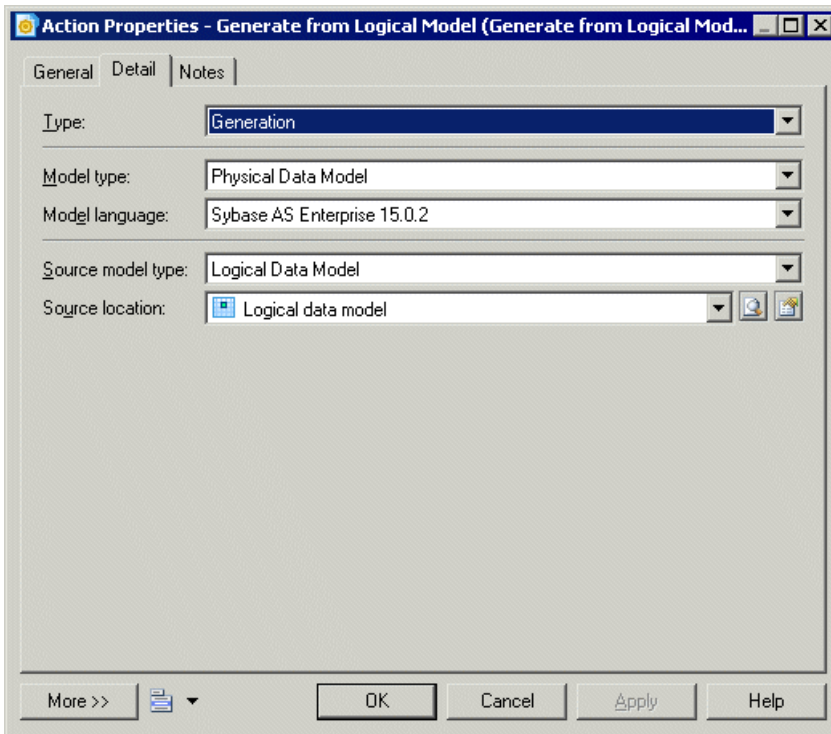 Action Properties - Generate from Logical Model (Generate from Logical Mod...
General Detail Notes
Type: Generation
Model type: Physical Data Model
Model language: Sybase AS Enterprise 15.0.2
Source model type: Logical Data Model
Source location: Logical data model
More >> OK Cancel Apply Help